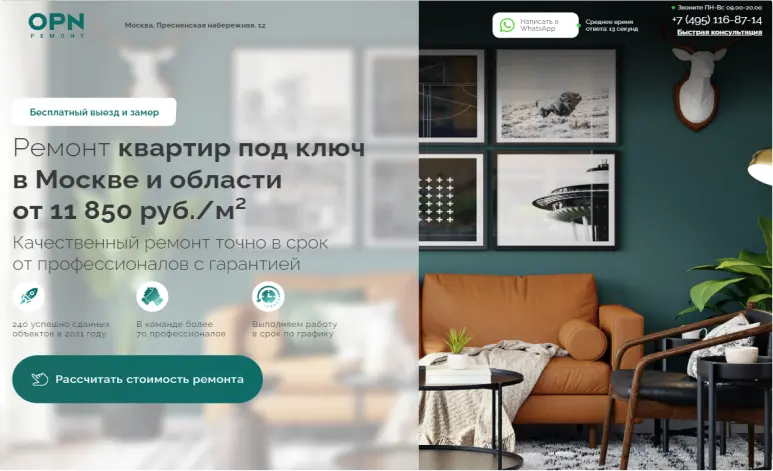 OPN
РЕМОНТ
Москва, Пресненская набережная, 12
Написать в
WhatsApp
Среднее время
ответа: 13 секунд
Звоните ПН-Вс 09.00-20.00
+7 (495) 116-87-14
Быстрая консультация
Бесплатный выезд и замер
Ремонт квартир под ключ
в Москве и области
от 11 850 руб./м²
Качественный ремонт точно в срок
от профессионалов с гарантией
240 успешно сданных
объектов в 2021 году
В команде более
70 профессионалов
Выполняем работу
в срок по графику
Рассчитать стоимость ремонта